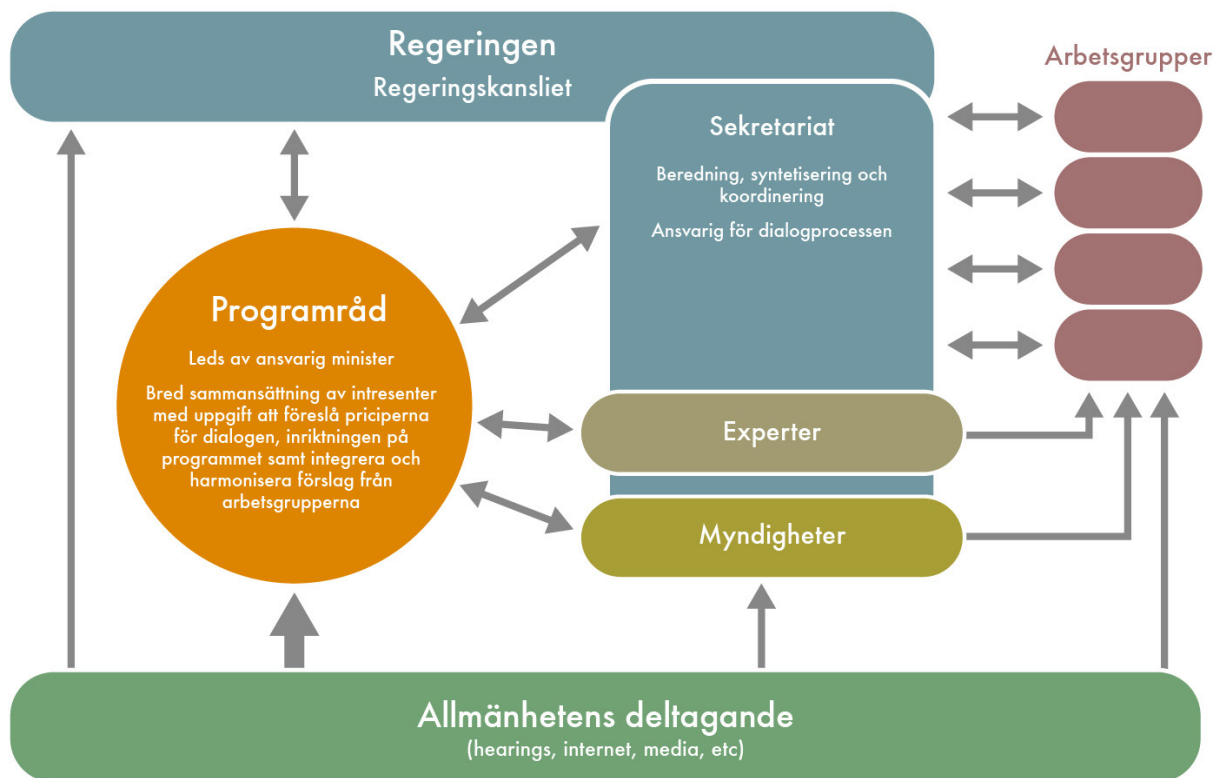 Regeringen
Regeringskansliet
Arbetsgrupper
Sekretariat
Beredning, syntetisering och
koordinering
Ansvarig för dialogprocessen
Programråd
Leds av ansvarig minister
Bred sammansättning av intresenter
med uppgift att föreslå priciperna
för dialogen, inriktningen på
programmet samt integrera och
harmonisera förslag från
arbetsgrupperna
Experter
Myndigheter
Allmänhetens deltagande
(hearings, internet, media, etc)